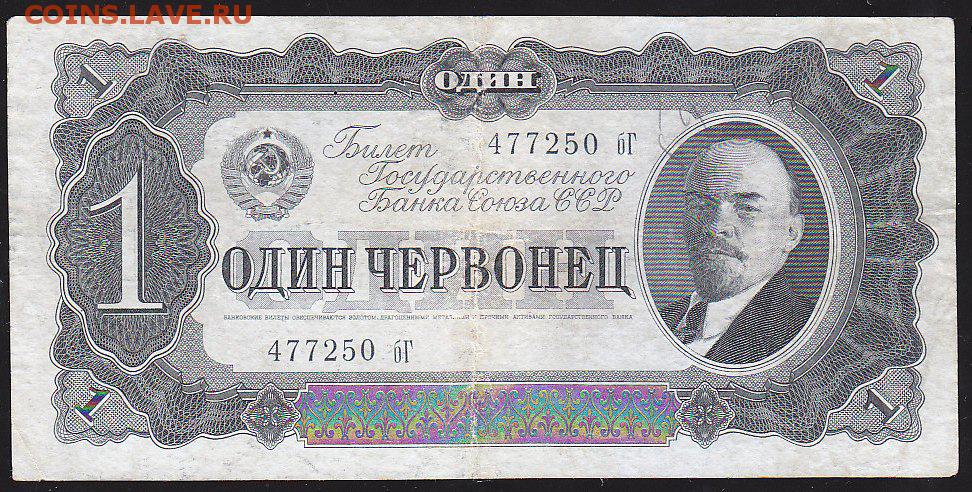 COINS.LAVE.RU
1 ОДИН 1
Билет 477250 бГ
Государственного
Банка Союза ССР
1
ОДИН ЧЕРВОНЕЦ
БАНКОВСКИЕ БИЛЕТЫ ОБЕСПЕЧИВАЮТСЯ ЗОЛОТОМ, ДРАГОЦЕННЫМИ МЕТАЛЛАМИ И ПРОЧИМИ АКТИВАМИ ГОСУДАРСТВЕННОГО БАНКА
477250 бГ
1 1